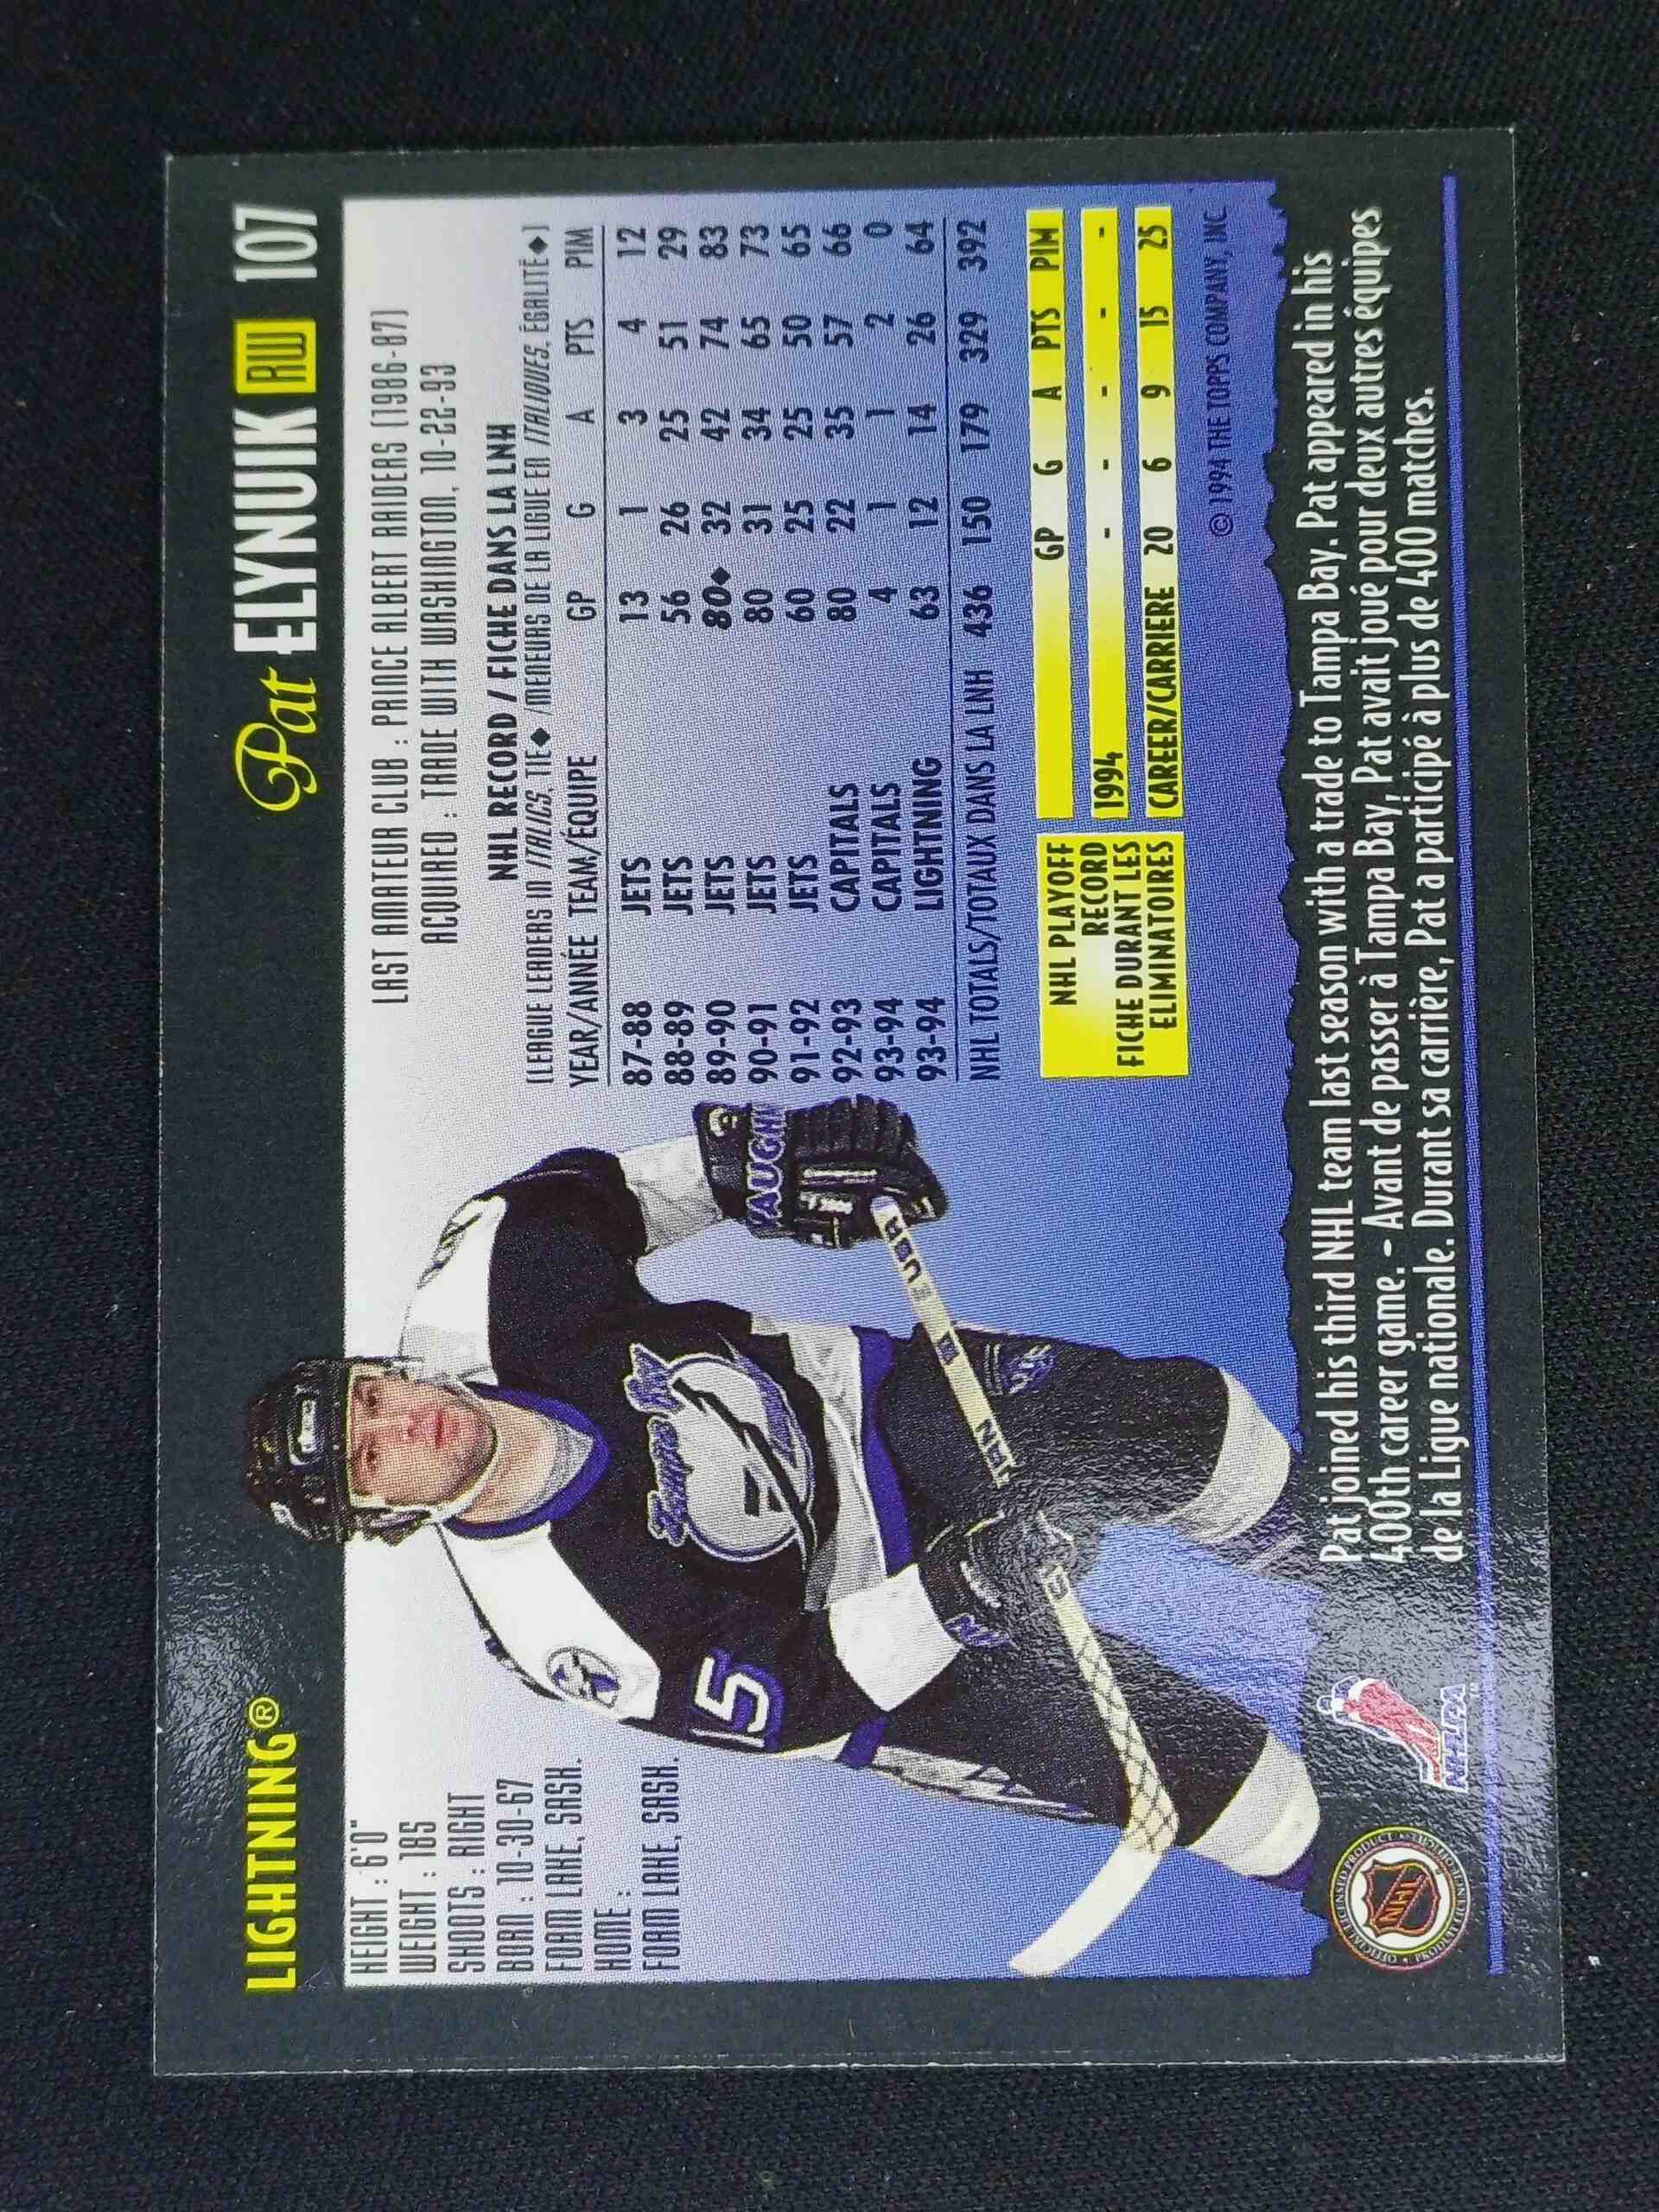 LIGHTNING®
Pat ELYNUIK RW 107
HEIGHT : 6'0"
WEIGHT : 185
SHOOTS : RIGHT
BORN : 10-30-67
FOAM LAKE, SASK.
HOME :
FOAM LAKE, SASK.
LAST AMATEUR CLUB : PRINCE ALBERT RAIDERS (1986-87)
ACQUIRED : TRADE WITH WASHINGTON, 10-22-93
NHL RECORD / FICHE DANS LA LNH
(LEAGUE LEADERS IN ITALICS, TIE◆ /MENEURS DE LA LIGUE EN ITALIQUES, ÉGALITÉ◆)
YEAR/ANNÉE TEAM/ÉQUIPE GP G A PTS PIM
87-88 JETS 13 1 3 4 12
88-89 JETS 56 26 25 51 29
89-90 JETS 80◆ 32 42 74 83
90-91 JETS 80 31 34 65 73
91-92 JETS 60 25 25 50 65
92-93 CAPITALS 80 22 35 57 66
93-94 CAPITALS 4 1 1 2 0
93-94 LIGHTNING 63 12 14 26 64
NHL TOTALS/TOTAUX DANS LA LNH 436 150 179 329 392
NHL PLAYOFF
RECORD
FICHE DURANT LES
ELIMINATOIRES
GP G A PTS PIM
1994 - - - - -
CAREER/CARRIERE 20 6 9 15 25
© 1994 THE TOPPS COMPANY, INC.
Tampa Bay
15
VAUGHN
Pat joined his third NHL team last season with a trade to Tampa Bay. Pat appeared in his
400th career game. - Avant de passer à Tampa Bay, Pat avait joué pour deux autres équipes
de la Ligue nationale. Durant sa carrière, Pat a participé à plus de 400 matches.
NHL
NHLPA™